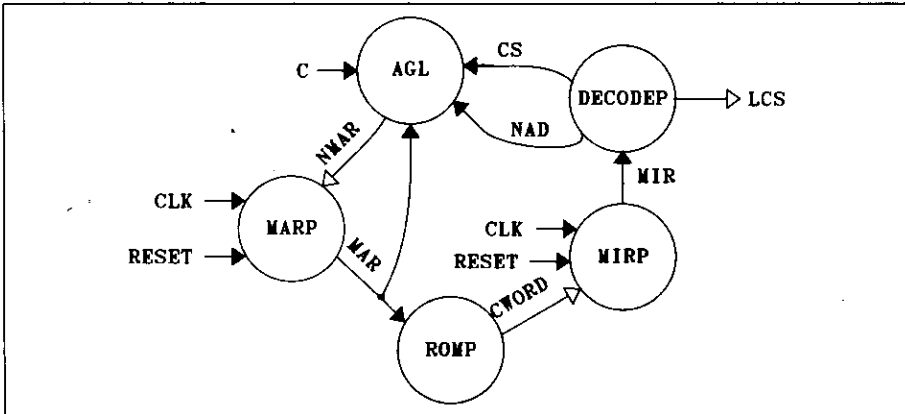 CS
C
AGL
DECODEP
LCS
NAD
NMAR
MIR
CLK
MARP
MAR
CLK
RESET
RESET
MIRP
CWORD
ROMP